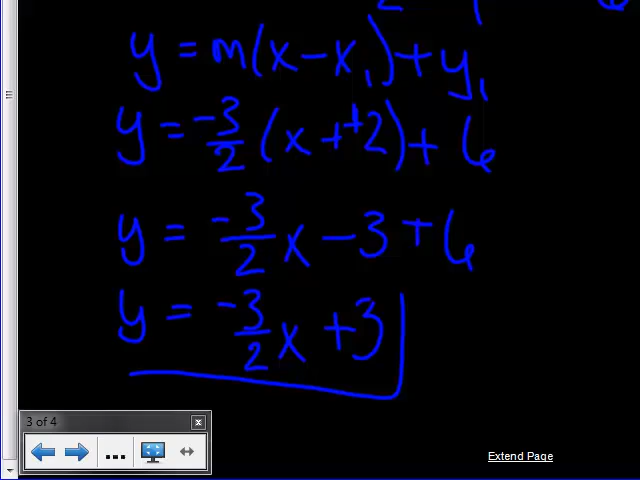 y = m(x - x₁) + y₁
y = -3/2 (x + +2) + 6
y = -3/2 x - 3 + 6
y = -3/2 x + 3
3 of 4
Extend Page